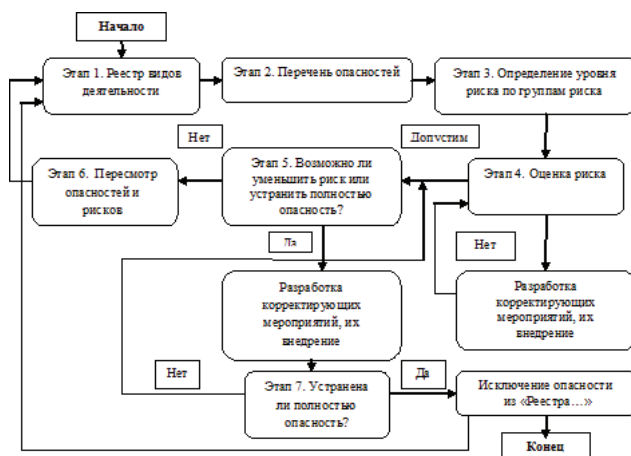 Начало
Этап 1. Реестр видов
деятельности
Этап 2. Перечень опасностей
Этап 3. Определение уровня
риска по группам риска
Нет
Допустим
Этап 6. Пересмотр
опасностей и
рисков
Этап 5. Возможно ли
уменьшить риск или
устранить полностью
опасность?
Этап 4. Оценка риска
Да
Нет
Разработка
корректирующих
мероприятий, их
внедрение
Разработка
корректирующих
мероприятий, их
внедрение
Нет
Этап 7. Устранена
ли полностью
опасность?
Да
Исключение опасности
из «Реестра…»
Конец